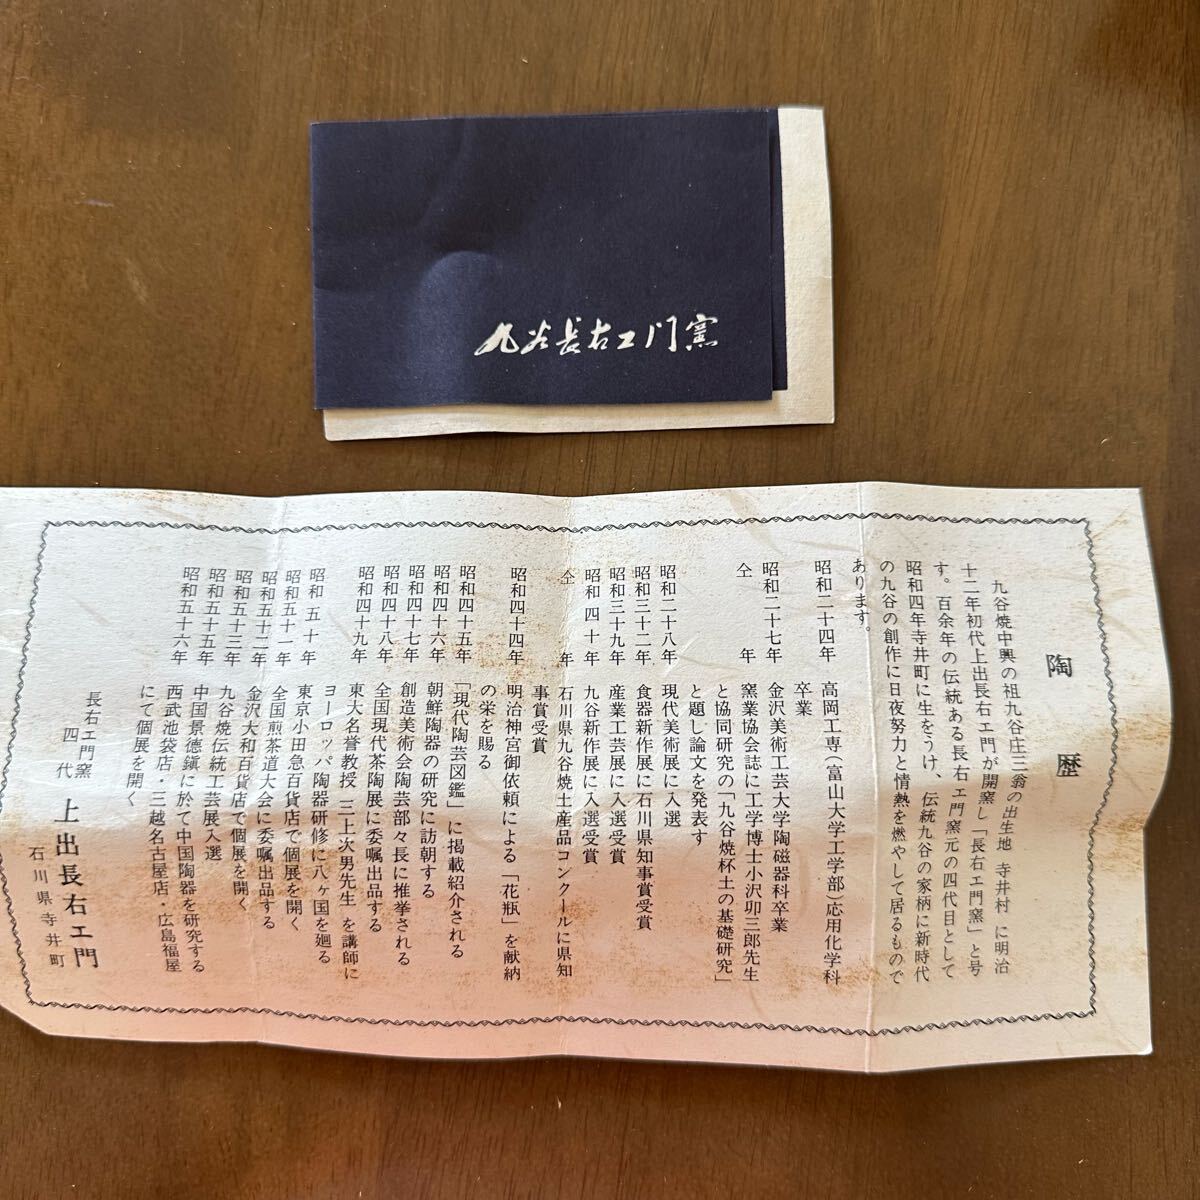 九谷長右エ門窯
陶歴
九谷焼中興の祖九谷庄三翁の出生地 寺井村 に明治
十二年初代上出長右エ門が開窯し「長右エ門窯」と号
す。百余年の伝統ある長右エ門窯元の四代目として
昭和四年寺井町に生をうけ、伝統九谷の家柄に新時代
の九谷の創作に日夜努力と情熱を燃やして居るもので
あります。
昭和二十四年 高岡工専(富山大学工学部)応用化学科
卒業
昭和二十七年 金沢美術工芸大学陶磁器科卒業
仝 年 窯業協会誌に工学博士小沢卯三郎先生
と協同研究の「九谷焼杯土の基礎研究」
と題し論文を発表す
昭和二十八年 現代美術展に入選
昭和三十二年 食器新作展に石川県知事賞受賞
昭和三十九年 産業工芸展に入選受賞
昭和四十年 九谷新作展に入選受賞
仝 年 石川県九谷焼土産品コンクールに県知
事賞受賞
昭和四十四年 明治神宮御依頼による「花瓶」を献納
の栄を賜る
昭和四十五年 「現代陶芸図鑑」に掲載紹介される
昭和四十六年 朝鮮陶器の研究に訪朝する
昭和四十七年 創造美術会陶芸部々長に推挙される
昭和四十八年 全国現代茶陶展に委嘱出品する
昭和四十九年 東大名誉教授 三上次男先生 を講師に
ヨーロッパ陶器研修に八ヶ国を廻る
昭和五十年 東京小田急百貨店で個展を開く
昭和五十一年 全国煎茶道大会に委嘱出品する
昭和五十二年 金沢大和百貨店で個展を開く
昭和五十三年 九谷焼伝統工芸展入選
昭和五十五年 中国景徳鎮に於て中国陶器を研究する
昭和五十六年 西武池袋店・三越名古屋店・広島福屋
にて個展を開く
長右エ門窯
四代 上出長右エ門
石川県寺井町